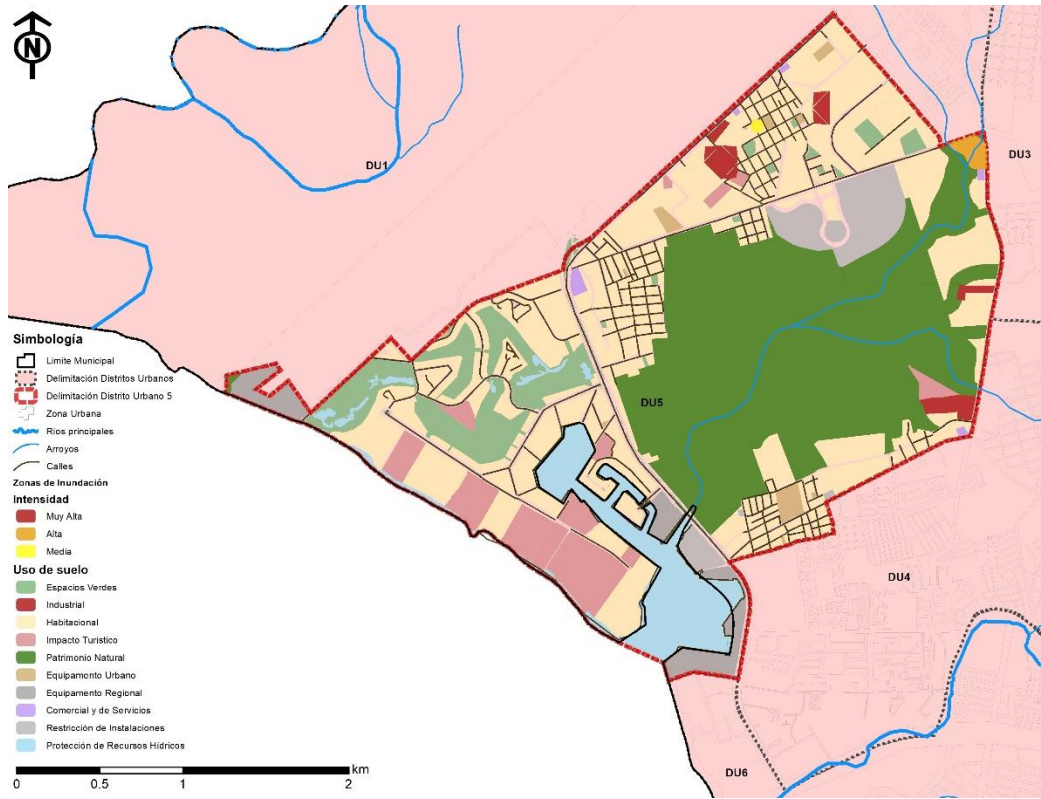 N
DU1
DU3
DU5
DU4
DU6
Simbología
Limite Municipal
Delimitación Distritos Urbanos
Delimitación Distrito Urbano 5
Zona Urbana
Ríos principales
Arroyos
Calles
Zonas de Inundación
Intensidad
Muy Alta
Alta
Media
Uso de suelo
Espacios Verdes
Industrial
Habitacional
Impacto Turistico
Patrimonio Natural
Equipamento Urbano
Equipamento Regional
Comercial y de Servicios
Restricción de Instalaciones
Protección de Recursos Hídricos
km
0 0.5 1 2